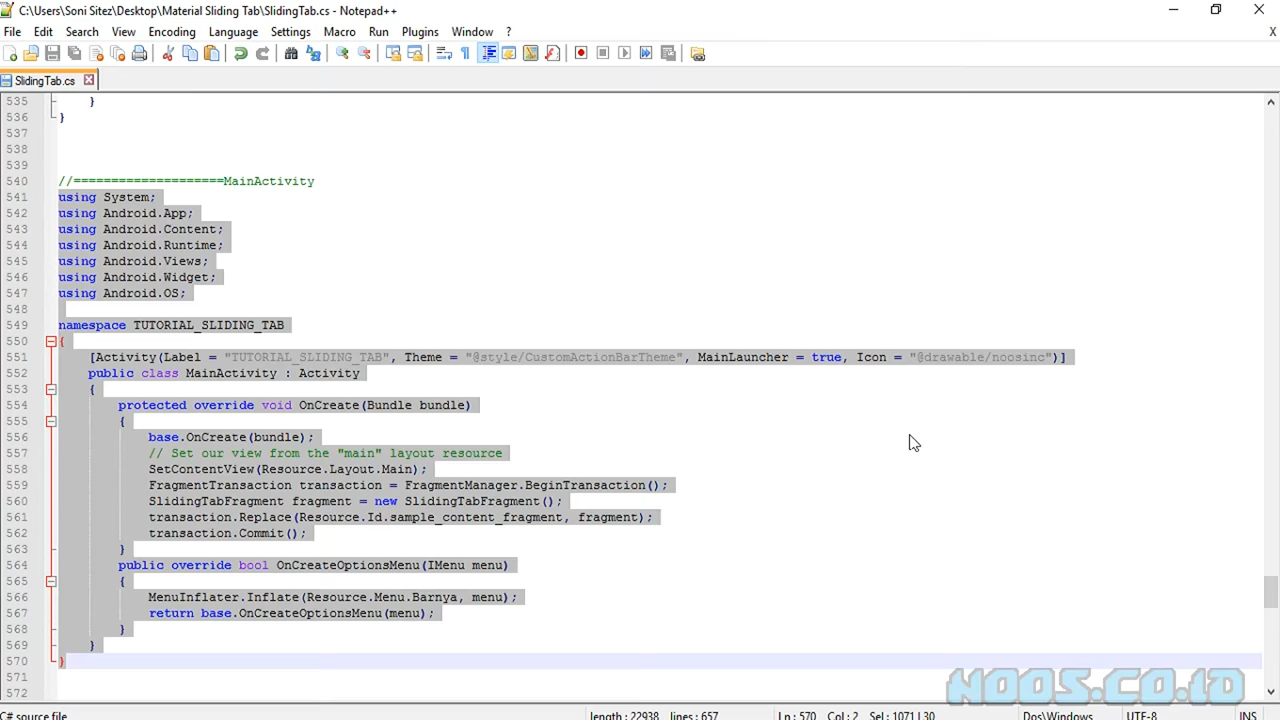 C:\Users\Soni Sitez\Desktop\Material Sliding Tab\SlidingTab.cs - Notepad++
File Edit Search View Encoding Language Settings Macro Run Plugins Window ? X
SlidingTab.cs
535 }
536 }
537
538
539
540 //====================MainActivity
541 using System;
542 using Android.App;
543 using Android.Content;
544 using Android.Runtime;
545 using Android.Views;
546 using Android.Widget;
547 using Android.OS;
548
549 namespace TUTORIAL_SLIDING_TAB
550 {
551 [Activity(Label = "TUTORIAL_SLIDING_TAB", Theme = "@style/CustomActionBarTheme", MainLauncher = true, Icon = "@drawable/noosinc")]
552 public class MainActivity : Activity
553 {
554 protected override void OnCreate(Bundle bundle)
555 {
556 base.OnCreate(bundle);
557 // Set our view from the "main" layout resource
558 SetContentView(Resource.Layout.Main);
559 FragmentTransaction transaction = FragmentManager.BeginTransaction();
560 SlidingTabFragment fragment = new SlidingTabFragment();
561 transaction.Replace(Resource.Id.sample_content_fragment, fragment);
562 transaction.Commit();
563 }
564 public override bool OnCreateOptionsMenu(IMenu menu)
565 {
566 MenuInflater.Inflate(Resource.Menu.Barnya, menu);
567 return base.OnCreateOptionsMenu(menu);
568 }
569 }
570 }
571
572
NOOS.CO.ID
C# source file length : 22938 lines : 657 Ln : 570 Col : 2 Sel : 1071 | 30 Dos\Windows UTF-8 INS